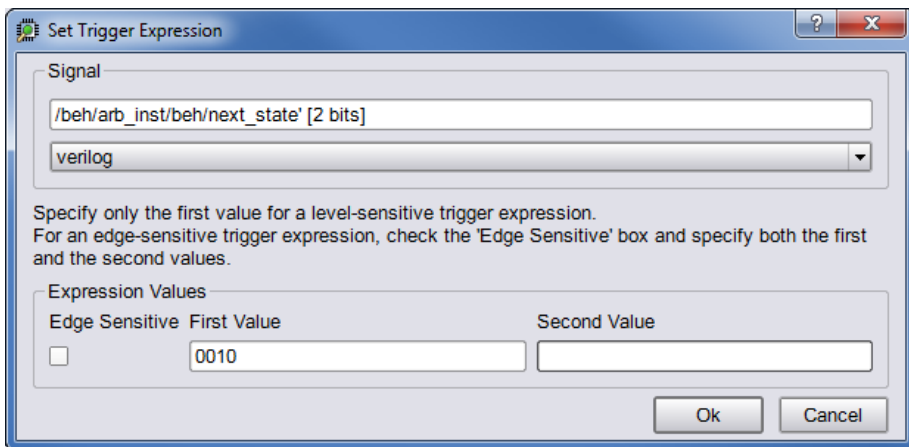 Set Trigger Expression
?
X
Signal
/beh/arb_inst/beh/next_state' [2 bits]
verilog
Specify only the first value for a level-sensitive trigger expression.
For an edge-sensitive trigger expression, check the 'Edge Sensitive' box and specify both the first
and the second values.
Expression Values
Edge Sensitive First Value Second Value
0010
Ok Cancel